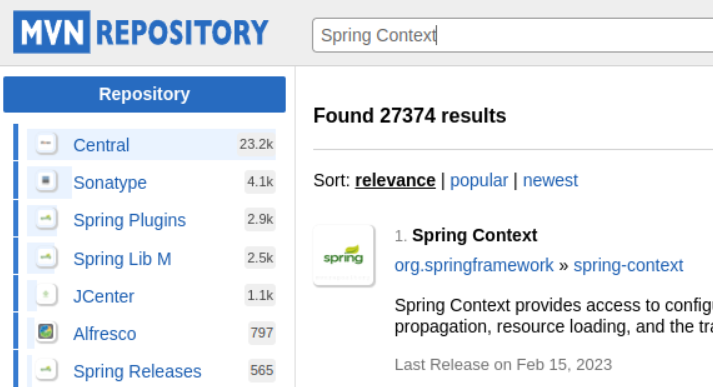 MVN REPOSITORY
Spring Context
Repository
Central 23.2k
Sonatype 4.1k
Spring Plugins 2.9k
Spring Lib M 2.5k
JCenter 1.1k
Alfresco 797
Spring Releases 565
Found 27374 results
Sort: relevance | popular | newest
spring
1. Spring Context
org.springframework » spring-context
Spring Context provides access to config
propagation, resource loading, and the tra
Last Release on Feb 15, 2023